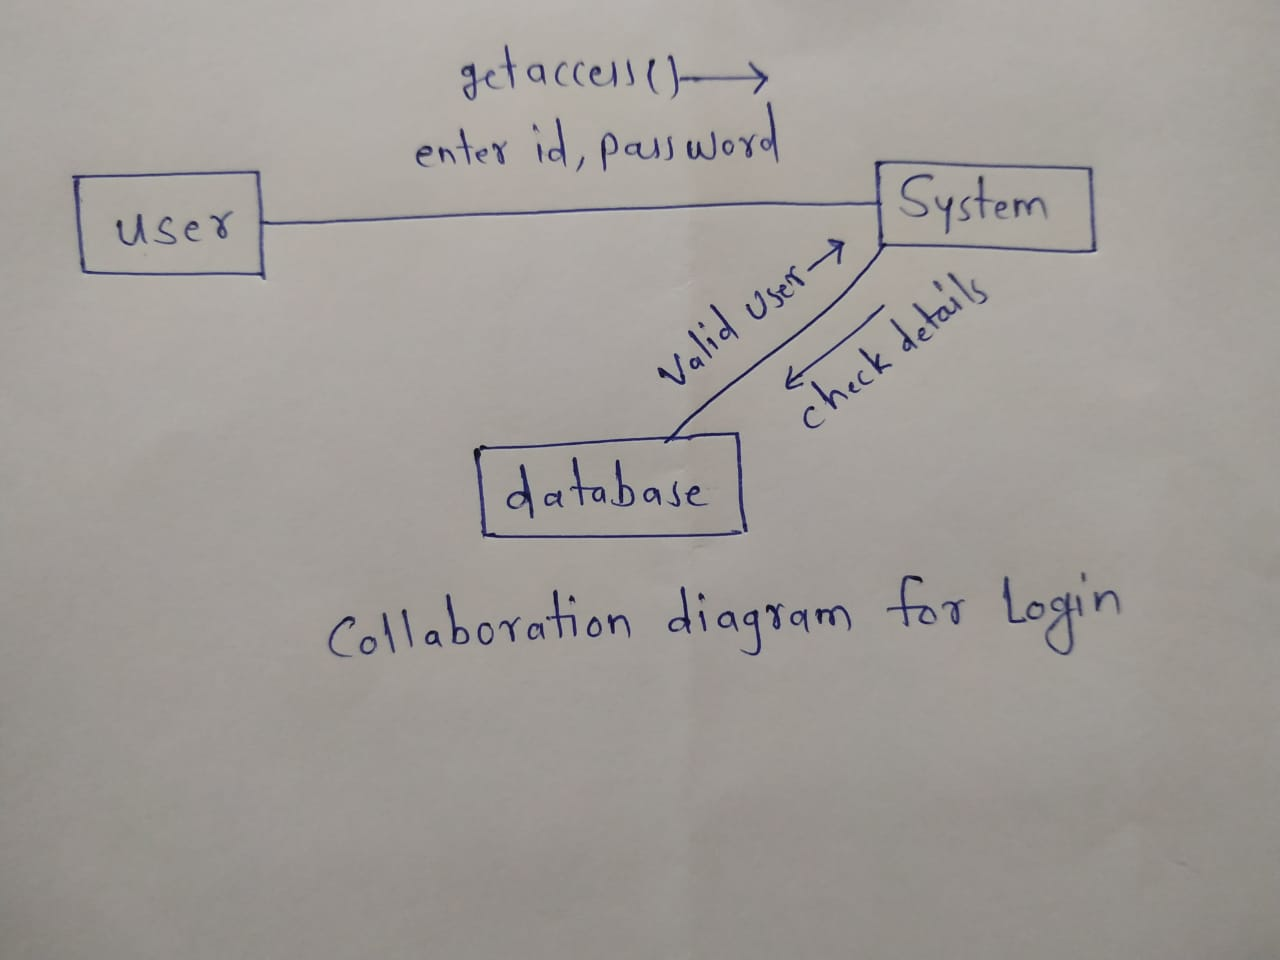 getaccess()
enter id, password
user
System
Valid user
check details
database
Collaboration diagram for Login